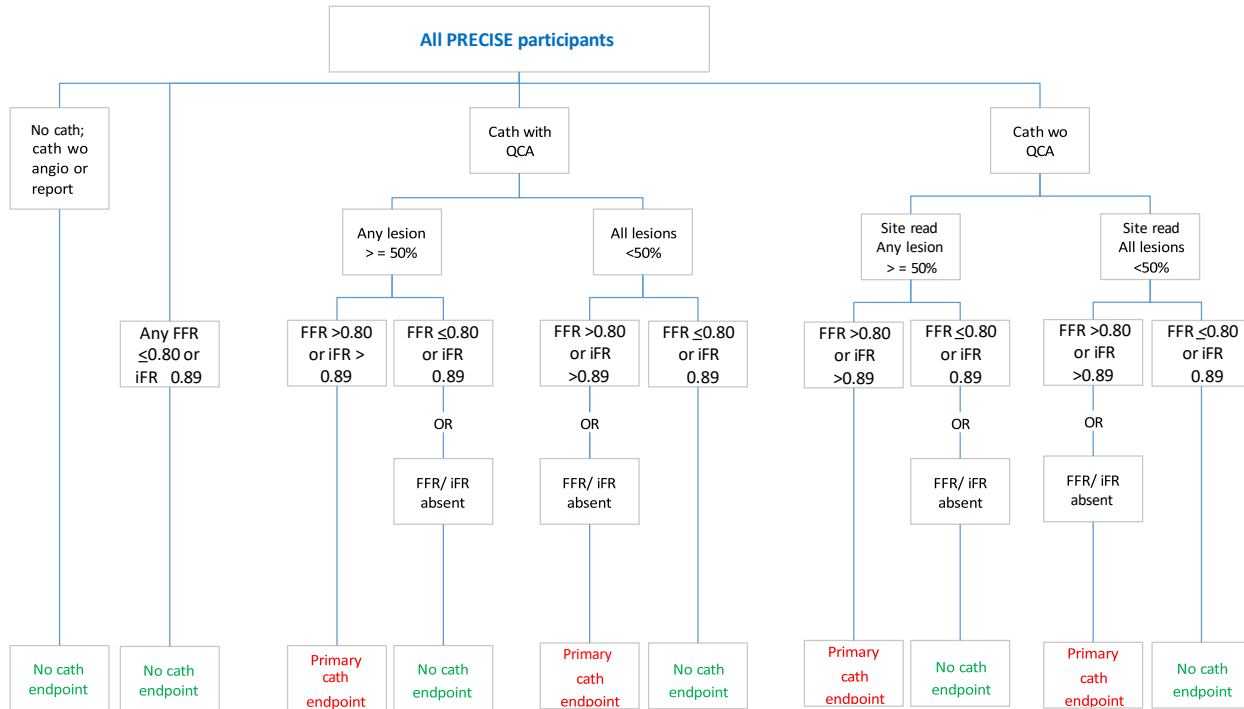 All PRECISE participants
No cath;
cath wo
angio or
report
Cath with
QCA
Cath wo
QCA
Any lesion
> = 50%
All lesions
<50%
Site read
Any lesion
> = 50%
Site read
All lesions
<50%
Any FFR
≤0.80 or
iFR 0.89
FFR >0.80
or iFR >
0.89
FFR ≤0.80
or iFR
0.89
FFR >0.80
or iFR
>0.89
FFR ≤0.80
or iFR
0.89
FFR >0.80
or iFR
>0.89
FFR ≤0.80
or iFR
0.89
FFR >0.80
or iFR
>0.89
FFR ≤0.80
or iFR
0.89
OR
OR
OR
OR
FFR/ iFR
absent
FFR/ iFR
absent
FFR/ iFR
absent
FFR/ iFR
absent
No cath
endpoint
No cath
endpoint
Primary
cath
endpoint
No cath
endpoint
Primary
cath
endpoint
No cath
endpoint
Primary
cath
endpoint
No cath
endpoint
Primary
cath
endpoint
No cath
endpoint